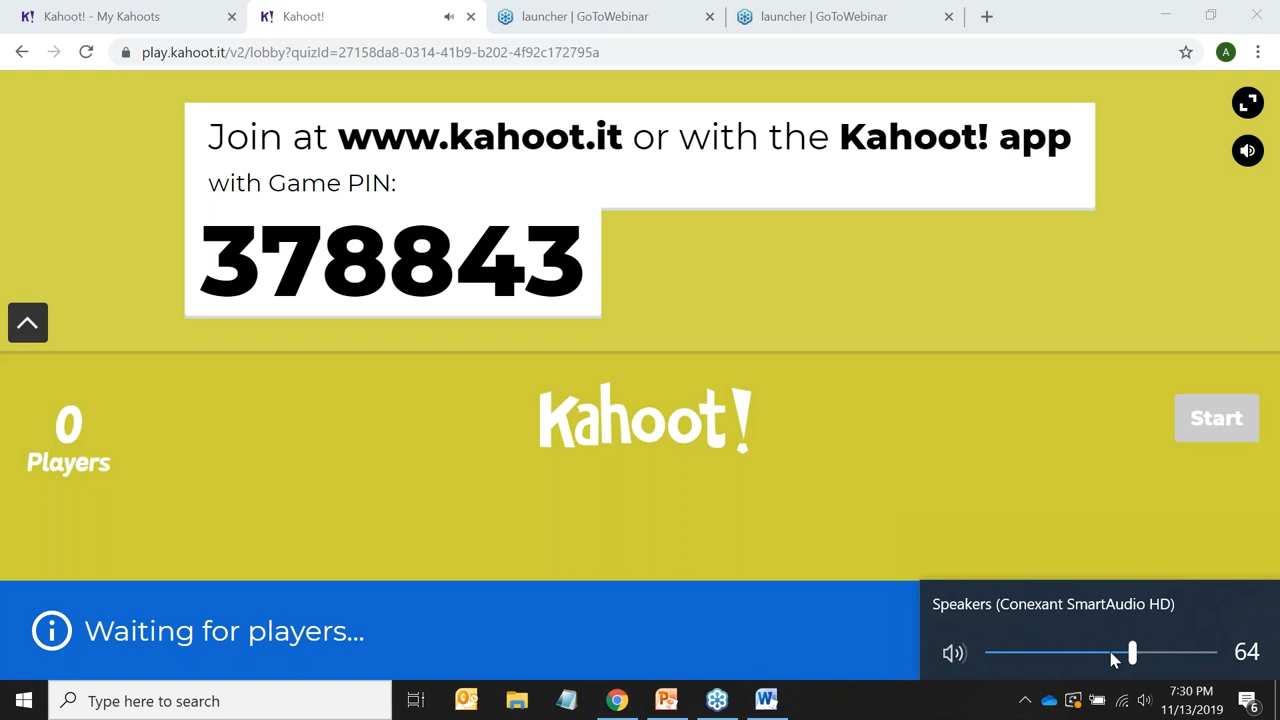 Kahoot! - My Kahoots
Kahoot!
launcher | GoToWebinar
launcher | GoToWebinar
play.kahoot.it/v2/lobby?quizId=27158da8-0314-41b9-b202-4f92c172795a
A
Join at www.kahoot.it or with the Kahoot! app
with Game PIN:
378843
0
Players
Kahoot!
Start
Waiting for players...
Speakers (Conexant SmartAudio HD)
64
Type here to search
7:30 PM
11/13/2019
6